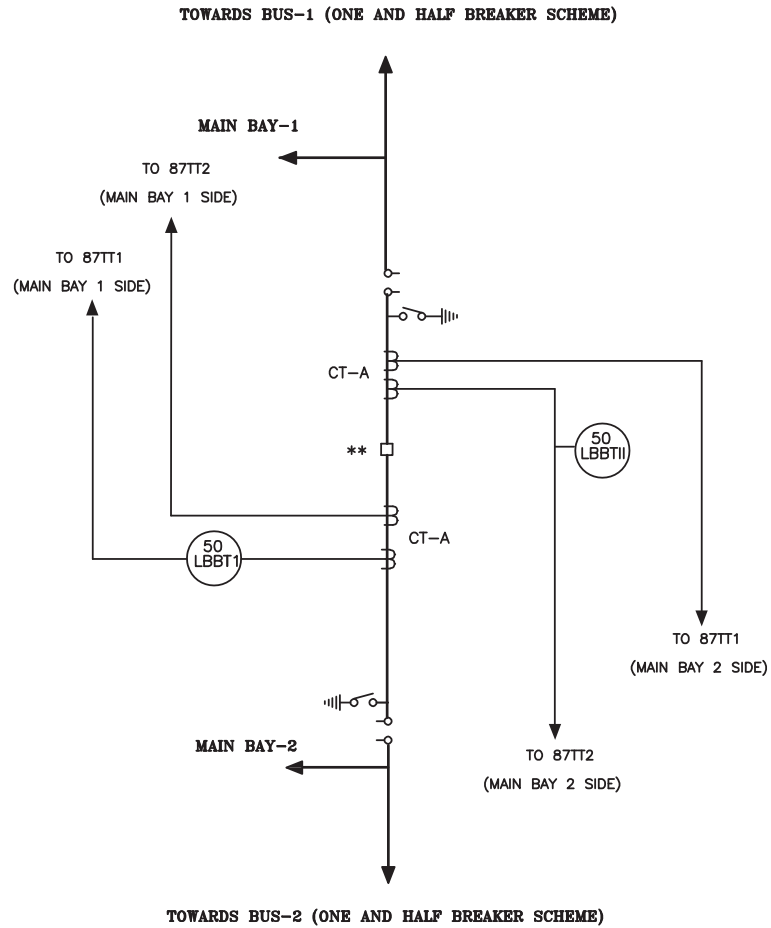 TOWARDS BUS-1 (ONE AND HALF BREAKER SCHEME)
MAIN BAY-1
TO 87TT2
(MAIN BAY 1 SIDE)
TO 87TT1
(MAIN BAY 1 SIDE)
CT-A
50
LBBTII
**
CT-A
50
LBBT1
TO 87TT1
(MAIN BAY 2 SIDE)
MAIN BAY-2
TO 87TT2
(MAIN BAY 2 SIDE)
TOWARDS BUS-2 (ONE AND HALF BREAKER SCHEME)